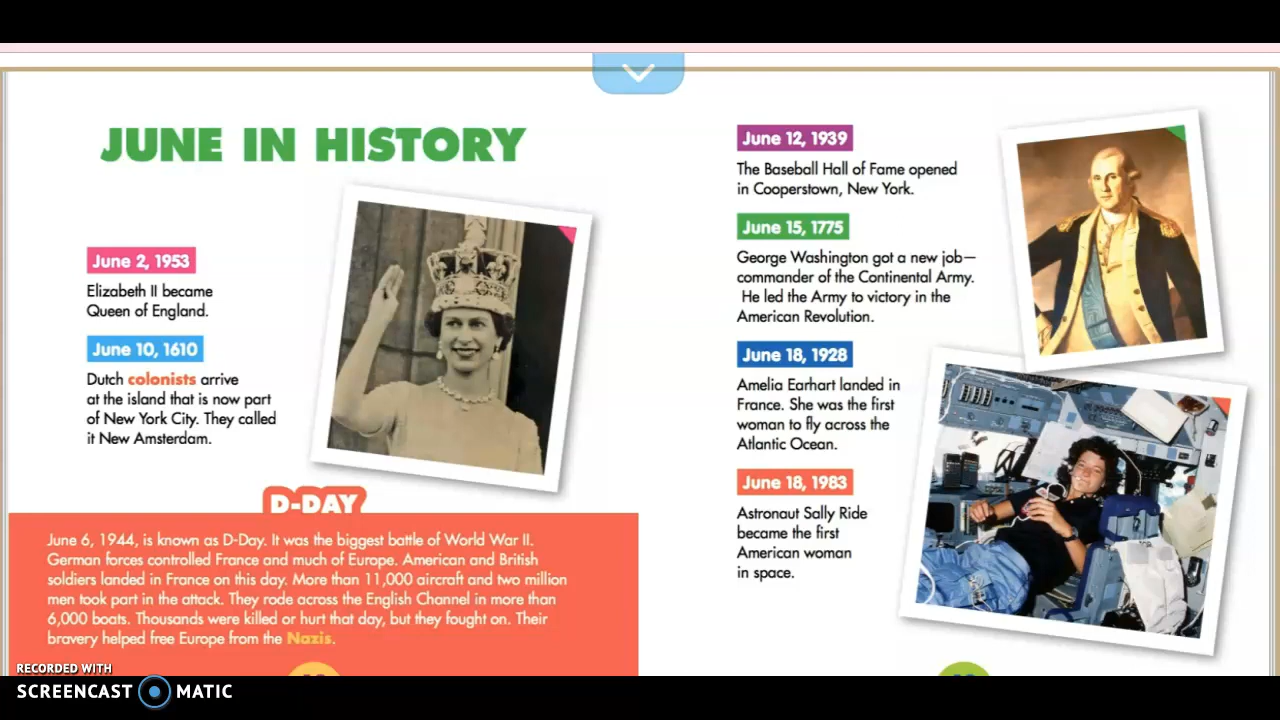 JUNE IN HISTORY
June 2, 1953
Elizabeth II became
Queen of England.
June 10, 1610
Dutch colonists arrive
at the island that is now part
of New York City. They called
it New Amsterdam.
D-DAY
June 6, 1944, is known as D-Day. It was the biggest battle of World War II.
German forces controlled France and much of Europe. American and British
soldiers landed in France on this day. More than 11,000 aircraft and two million
men took part in the attack. They rode across the English Channel in more than
6,000 boats. Thousands were killed or hurt that day, but they fought on. Their
bravery helped free Europe from the Nazis.
June 12, 1939
The Baseball Hall of Fame opened
in Cooperstown, New York.
June 15, 1775
George Washington got a new job—
commander of the Continental Army.
He led the Army to victory in the
American Revolution.
June 18, 1928
Amelia Earhart landed in
France. She was the first
woman to fly across the
Atlantic Ocean.
June 18, 1983
Astronaut Sally Ride
became the first
American woman
in space.
RECORDED WITH
SCREENCAST MATIC